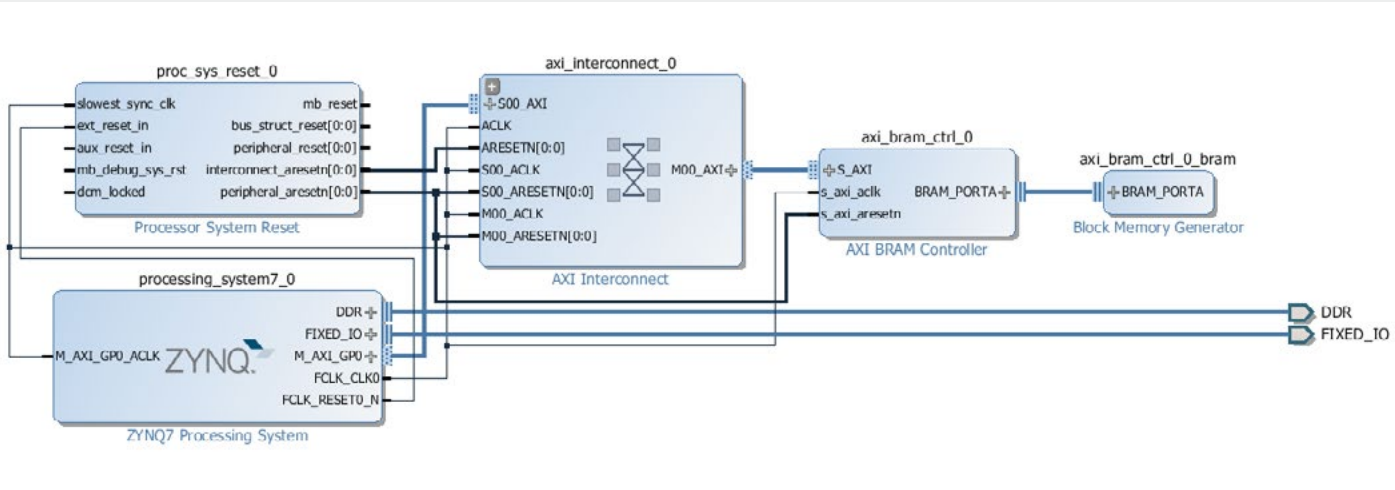 proc_sys_reset_0
slowest_sync_clk
ext_reset_in
aux_reset_in
mb_debug_sys_rst
dcm_locked
mb_reset
bus_struct_reset[0:0]
peripheral_reset[0:0]
interconnect_aresetn[0:0]
peripheral_aresetn[0:0]
Processor System Reset
processing_system7_0
M_AXI_GP0_ACLK
ZYNQ.
DDR
FIXED_IO
M_AXI_GP0
FCLK_CLK0
FCLK_RESET0_N
ZYNQ7 Processing System
axi_interconnect_0
S00_AXI
ACLK
ARESETN[0:0]
S00_ACLK
S00_ARESETN[0:0]
M00_ACLK
M00_ARESETN[0:0]
M00_AXI
AXI Interconnect
axi_bram_ctrl_0
S_AXI
s_axi_aclk
s_axi_aresetn
BRAM_PORTA
AXI BRAM Controller
axi_bram_ctrl_0_bram
BRAM_PORTA
Block Memory Generator
DDR
FIXED_IO